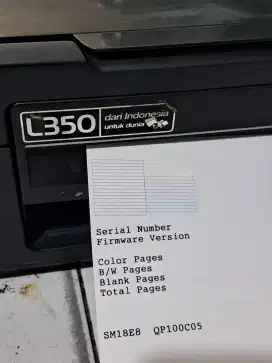 L350
dari Indonesia
untuk dunia
Serial Number
Firmware Version
Color Pages
B/W Pages
Blank Pages
Total Pages
SM18E8 QP100C05